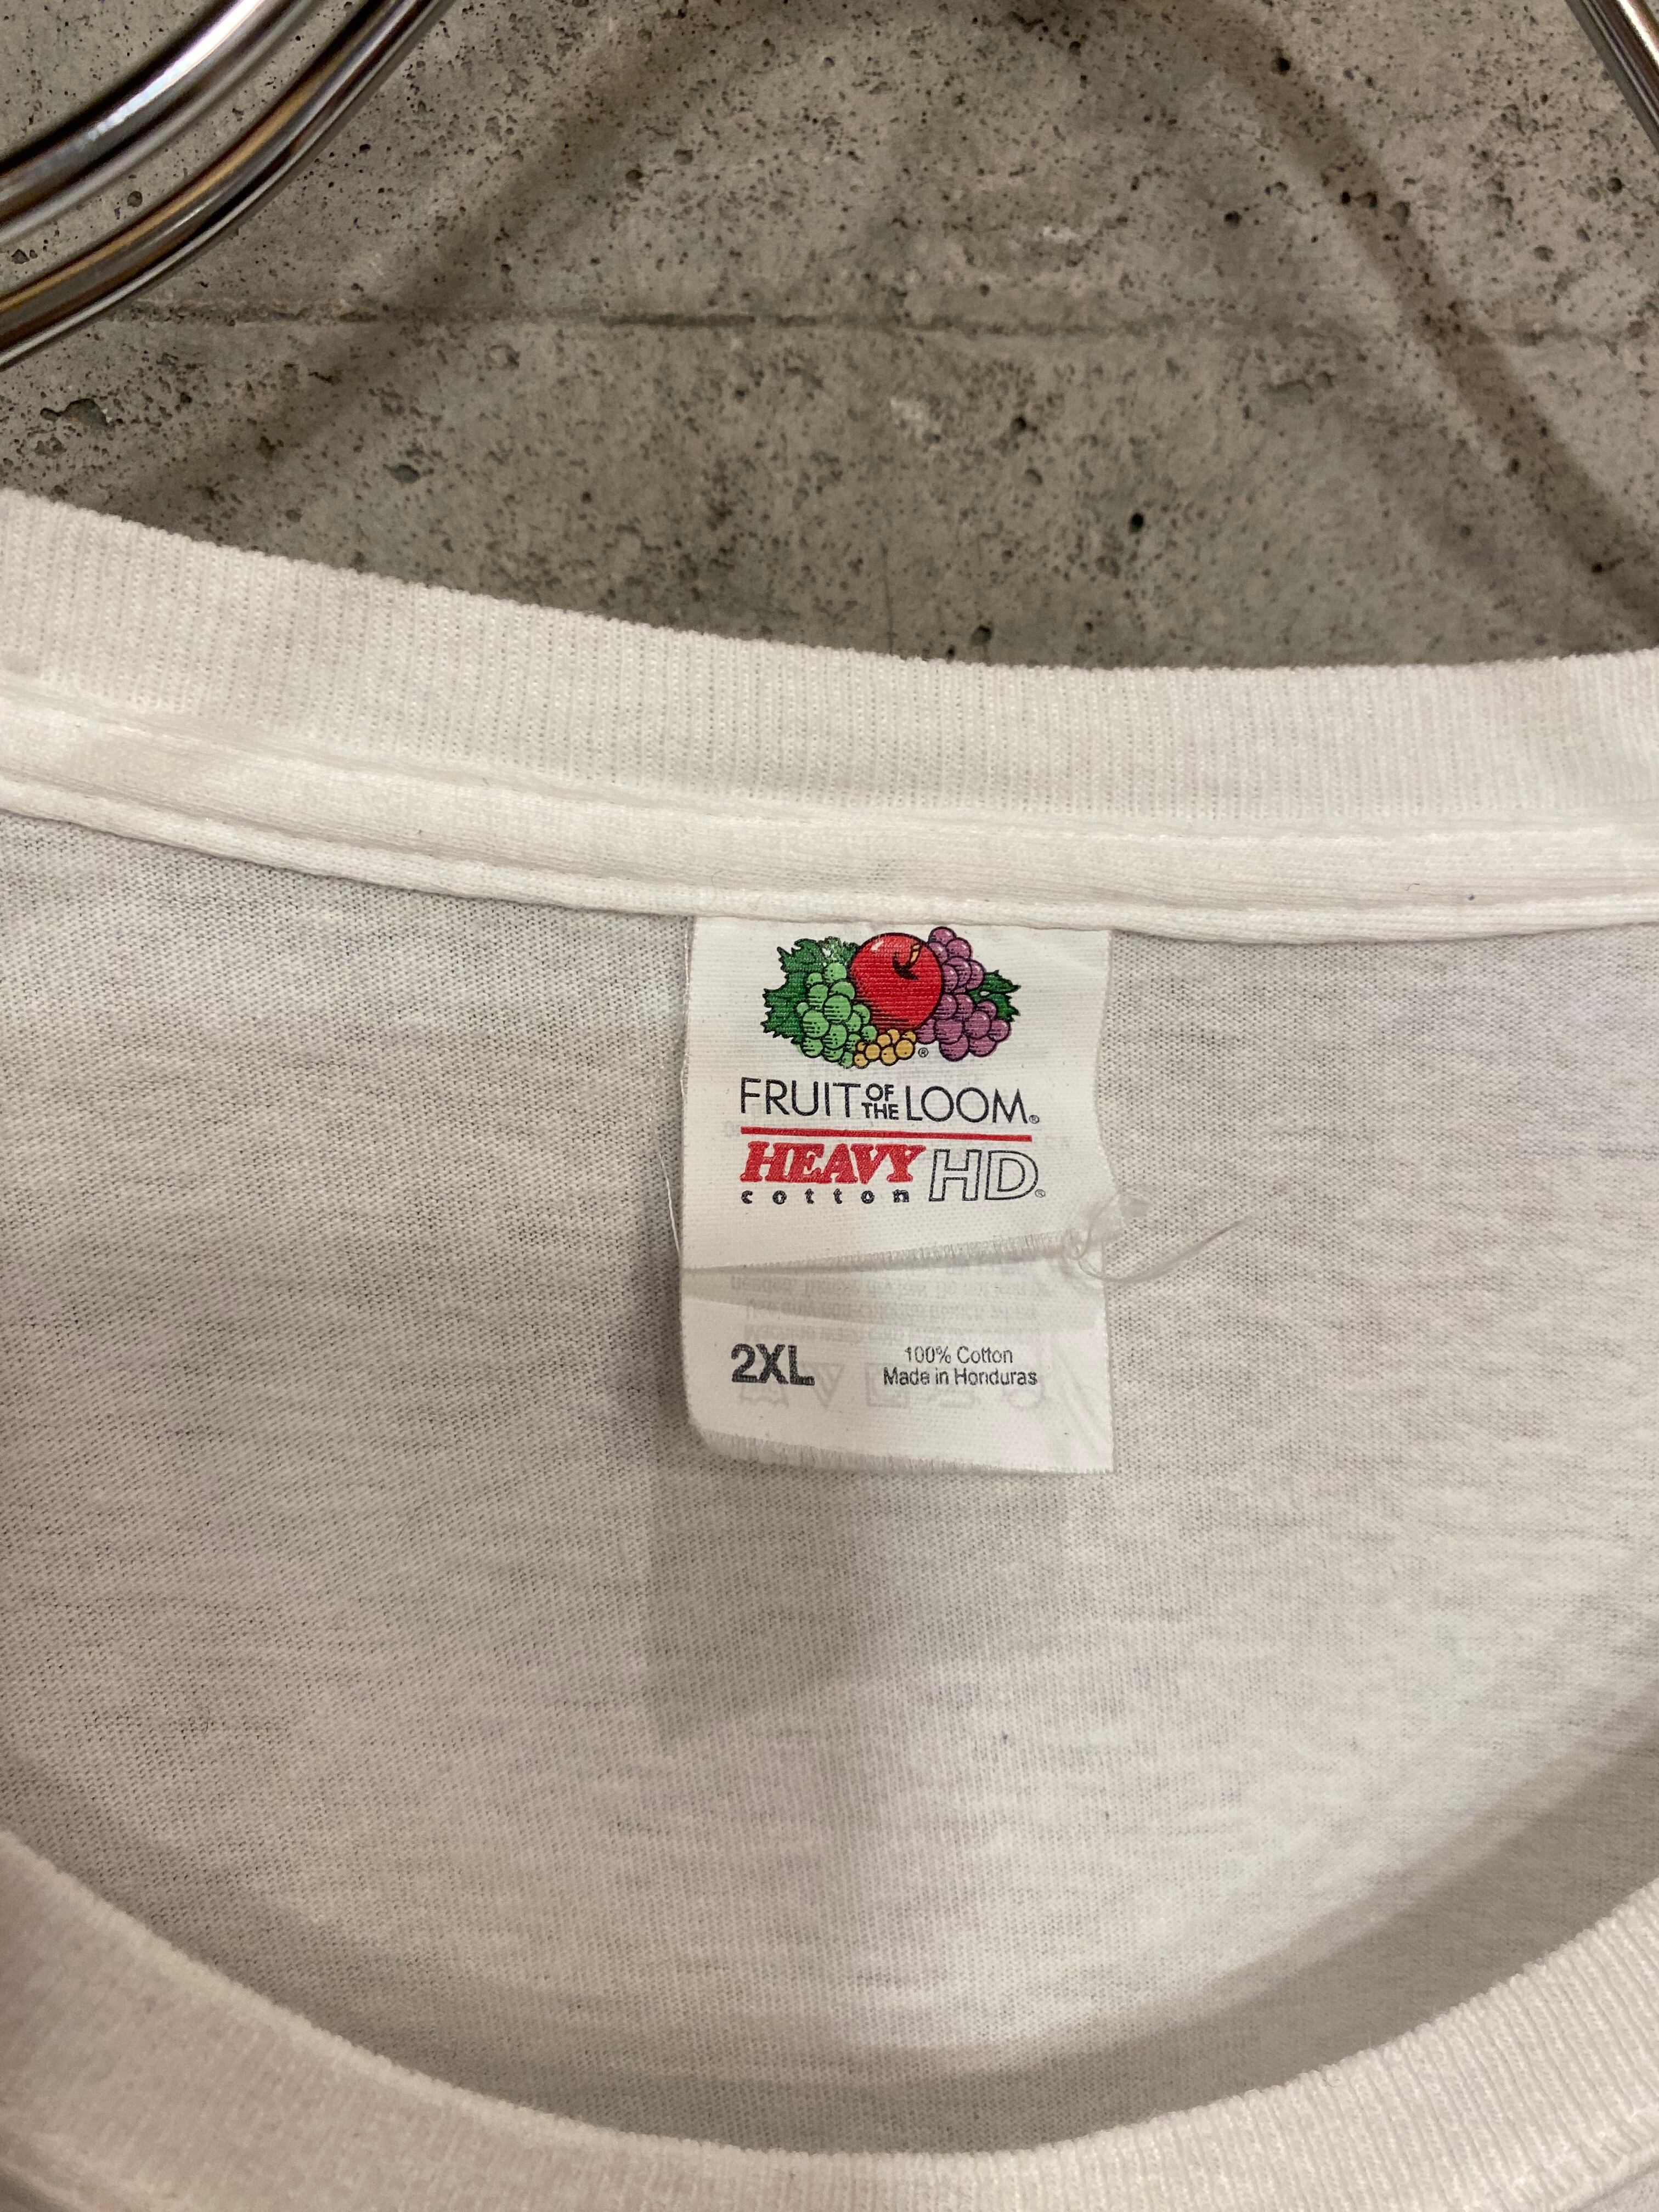 FRUIT OF THE LOOM®
HEAVY cotton HD®
2XL
100% Cotton
Made in Honduras